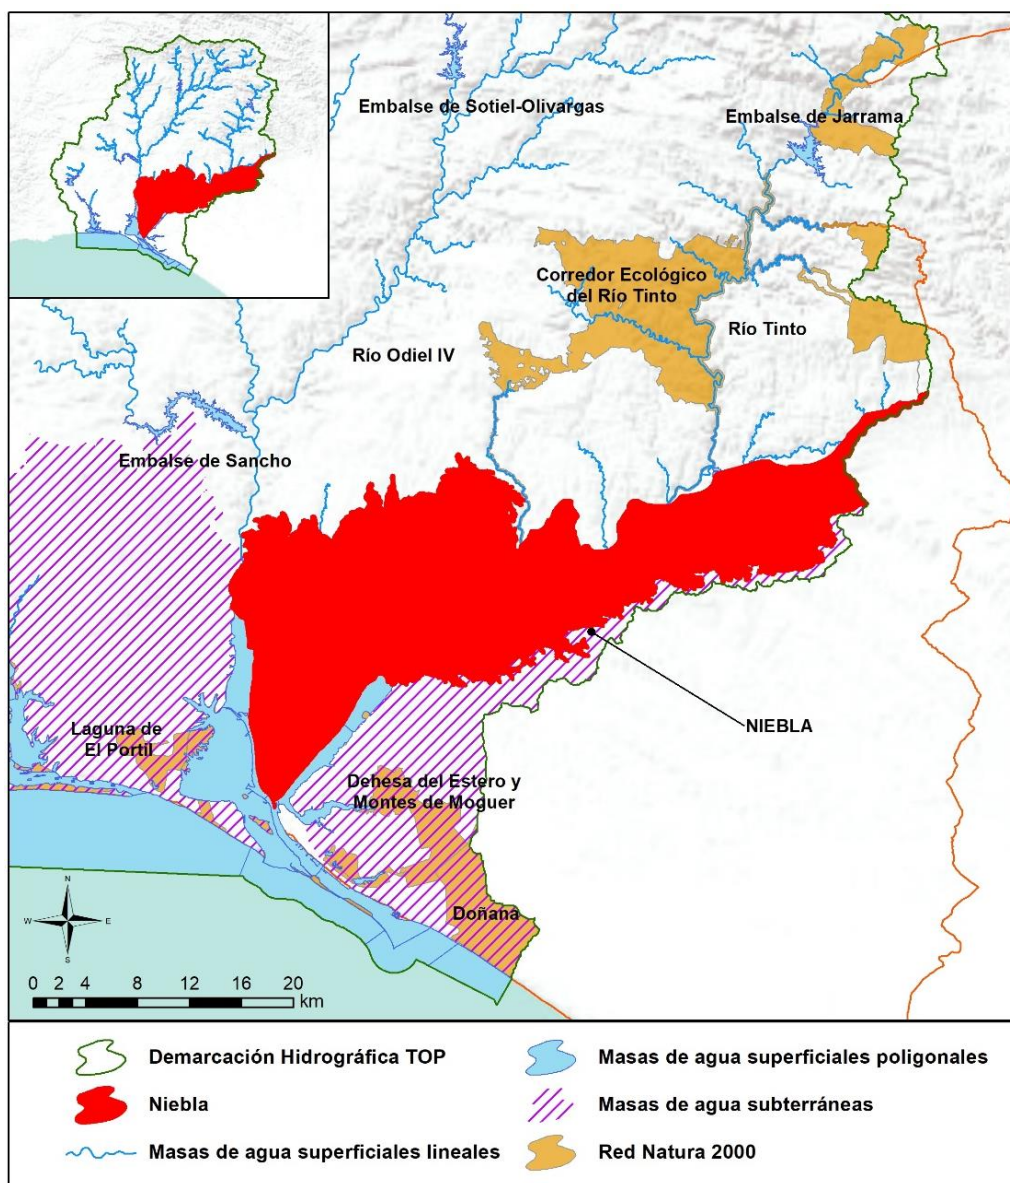 Embalse de Sotiel-Olivargas
Embalse de Jarrama
Corredor Ecológico
del Río Tinto
Río Tinto
Río Odiel IV
Embalse de Sancho
NIEBLA
Laguna de
El Portil
Dehesa del Estero y
Montes de Moguer
Doñana
N
W
E
S
0 2 4 8 12 16 20
km
Demarcación Hidrográfica TOP
Masas de agua superficiales poligonales
Niebla
Masas de agua subterráneas
Masas de agua superficiales lineales
Red Natura 2000